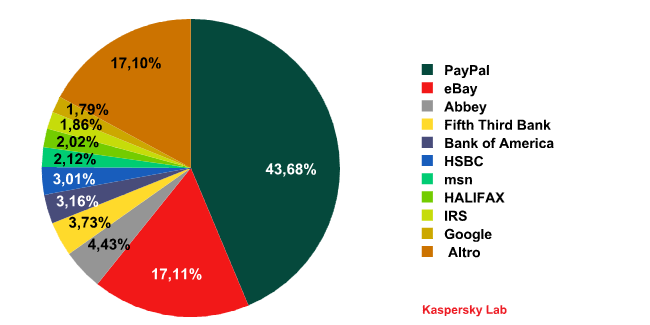 17,10%
1,79%
1,86%
2,02%
2,12%
3,01%
3,16%
3,73%
4,43%
17,11%
43,68%
PayPal
eBay
Abbey
Fifth Third Bank
Bank of America
HSBC
msn
HALIFAX
IRS
Google
Altro
Kaspersky Lab